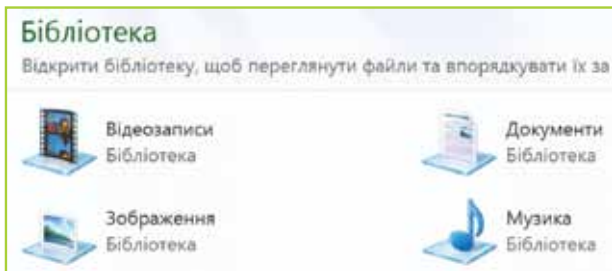 Бібліотека
Відкрити бібліотеку, щоб переглянути файли та впорядкувати їх за
Відеозаписи
Бібліотека
Документи
Бібліотека
Зображення
Бібліотека
Музика
Бібліотека